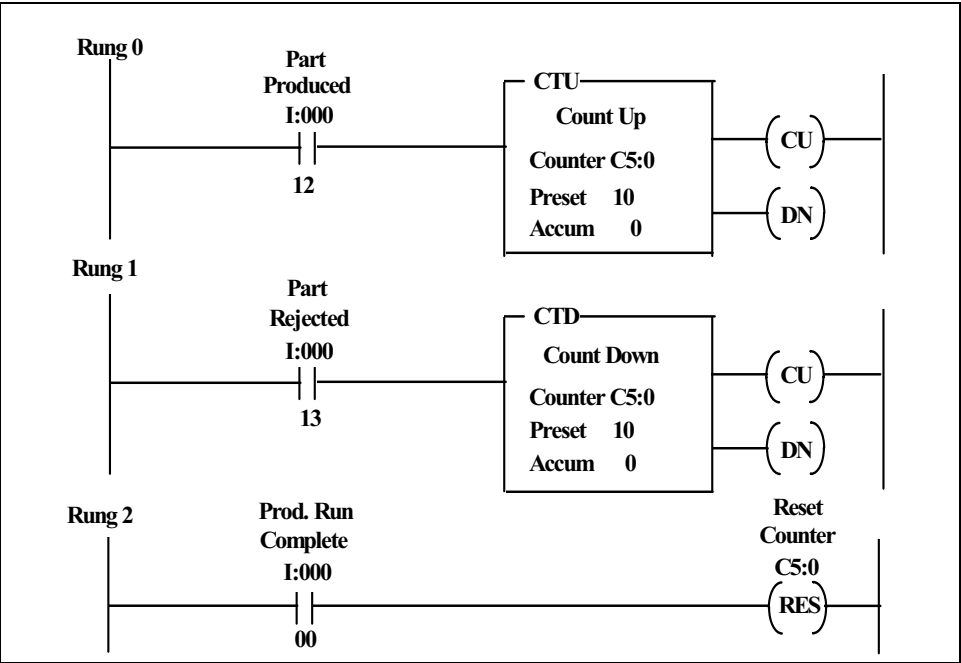 Rung 0
Part
Produced
I:000
12
CTU
Count Up
Counter C5:0
Preset 10
Accum 0
CU
DN
Rung 1
Part
Rejected
I:000
13
CTD
Count Down
Counter C5:0
Preset 10
Accum 0
CU
DN
Rung 2
Prod. Run
Complete
I:000
00
Reset
Counter
C5:0
RES